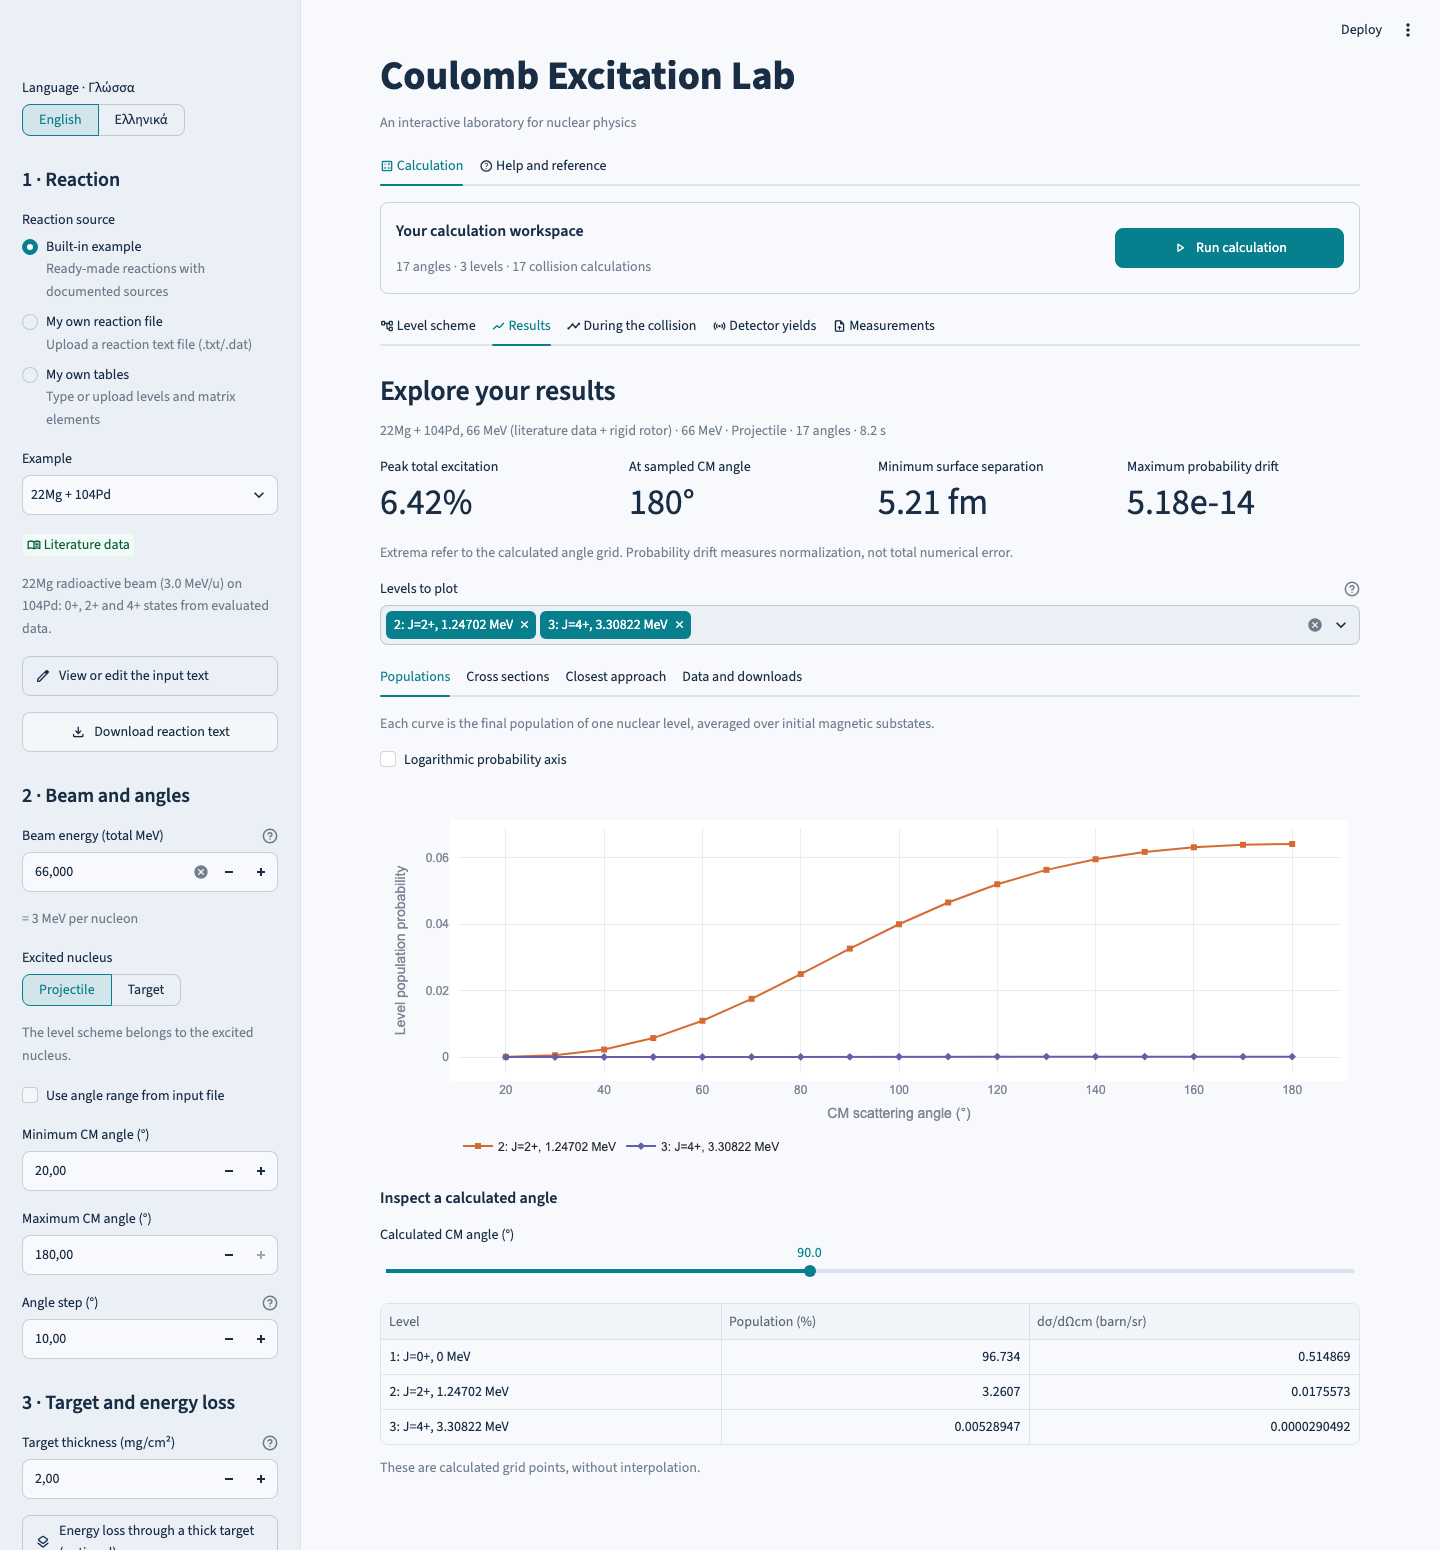 Deploy
Language · Γλώσσα
English
Ελληνικά
1 · Reaction
Reaction source
Built-in example
Ready-made reactions with
documented sources
My own reaction file
Upload a reaction text file (.txt/.dat)
My own tables
Type or upload levels and matrix
elements
Example
22Mg + 104Pd
Literature data
22Mg radioactive beam (3.0 MeV/u) on
104Pd: 0+, 2+ and 4+ states from evaluated
data.
View or edit the input text
Download reaction text
2 · Beam and angles
Beam energy (total MeV)
66,000
= 3 MeV per nucleon
Excited nucleus
Projectile
Target
The level scheme belongs to the excited
nucleus.
Use angle range from input file
Minimum CM angle (°)
20,00
Maximum CM angle (°)
180,00
Angle step (°)
10,00
3 · Target and energy loss
Target thickness (mg/cm²)
2,00
Energy loss through a thick target
Coulomb Excitation Lab
An interactive laboratory for nuclear physics
Calculation
Help and reference
Your calculation workspace
17 angles · 3 levels · 17 collision calculations
Run calculation
Level scheme
Results
During the collision
Detector yields
Measurements
Explore your results
22Mg + 104Pd, 66 MeV (literature data + rigid rotor) · 66 MeV · Projectile · 17 angles · 8.2 s
Peak total excitation
6.42%
At sampled CM angle
180°
Minimum surface separation
5.21 fm
Maximum probability drift
5.18e-14
Extrema refer to the calculated angle grid. Probability drift measures normalization, not total numerical error.
Levels to plot
2: J=2+, 1.24702 MeV
3: J=4+, 3.30822 MeV
Populations
Cross sections
Closest approach
Data and downloads
Each curve is the final population of one nuclear level, averaged over initial magnetic substates.
Logarithmic probability axis
Level population probability
0.06
0.04
0.02
0
20 40 60 80 100 120 140 160 180
CM scattering angle (°)
2: J=2+, 1.24702 MeV
3: J=4+, 3.30822 MeV
Inspect a calculated angle
Calculated CM angle (°)
90.0
Level Population (%) dσ/dΩcm (barn/sr)
1: J=0+, 0 MeV 96.734 0.514869
2: J=2+, 1.24702 MeV 3.2607 0.0175573
3: J=4+, 3.30822 MeV 0.00528947 0.0000290492
These are calculated grid points, without interpolation.